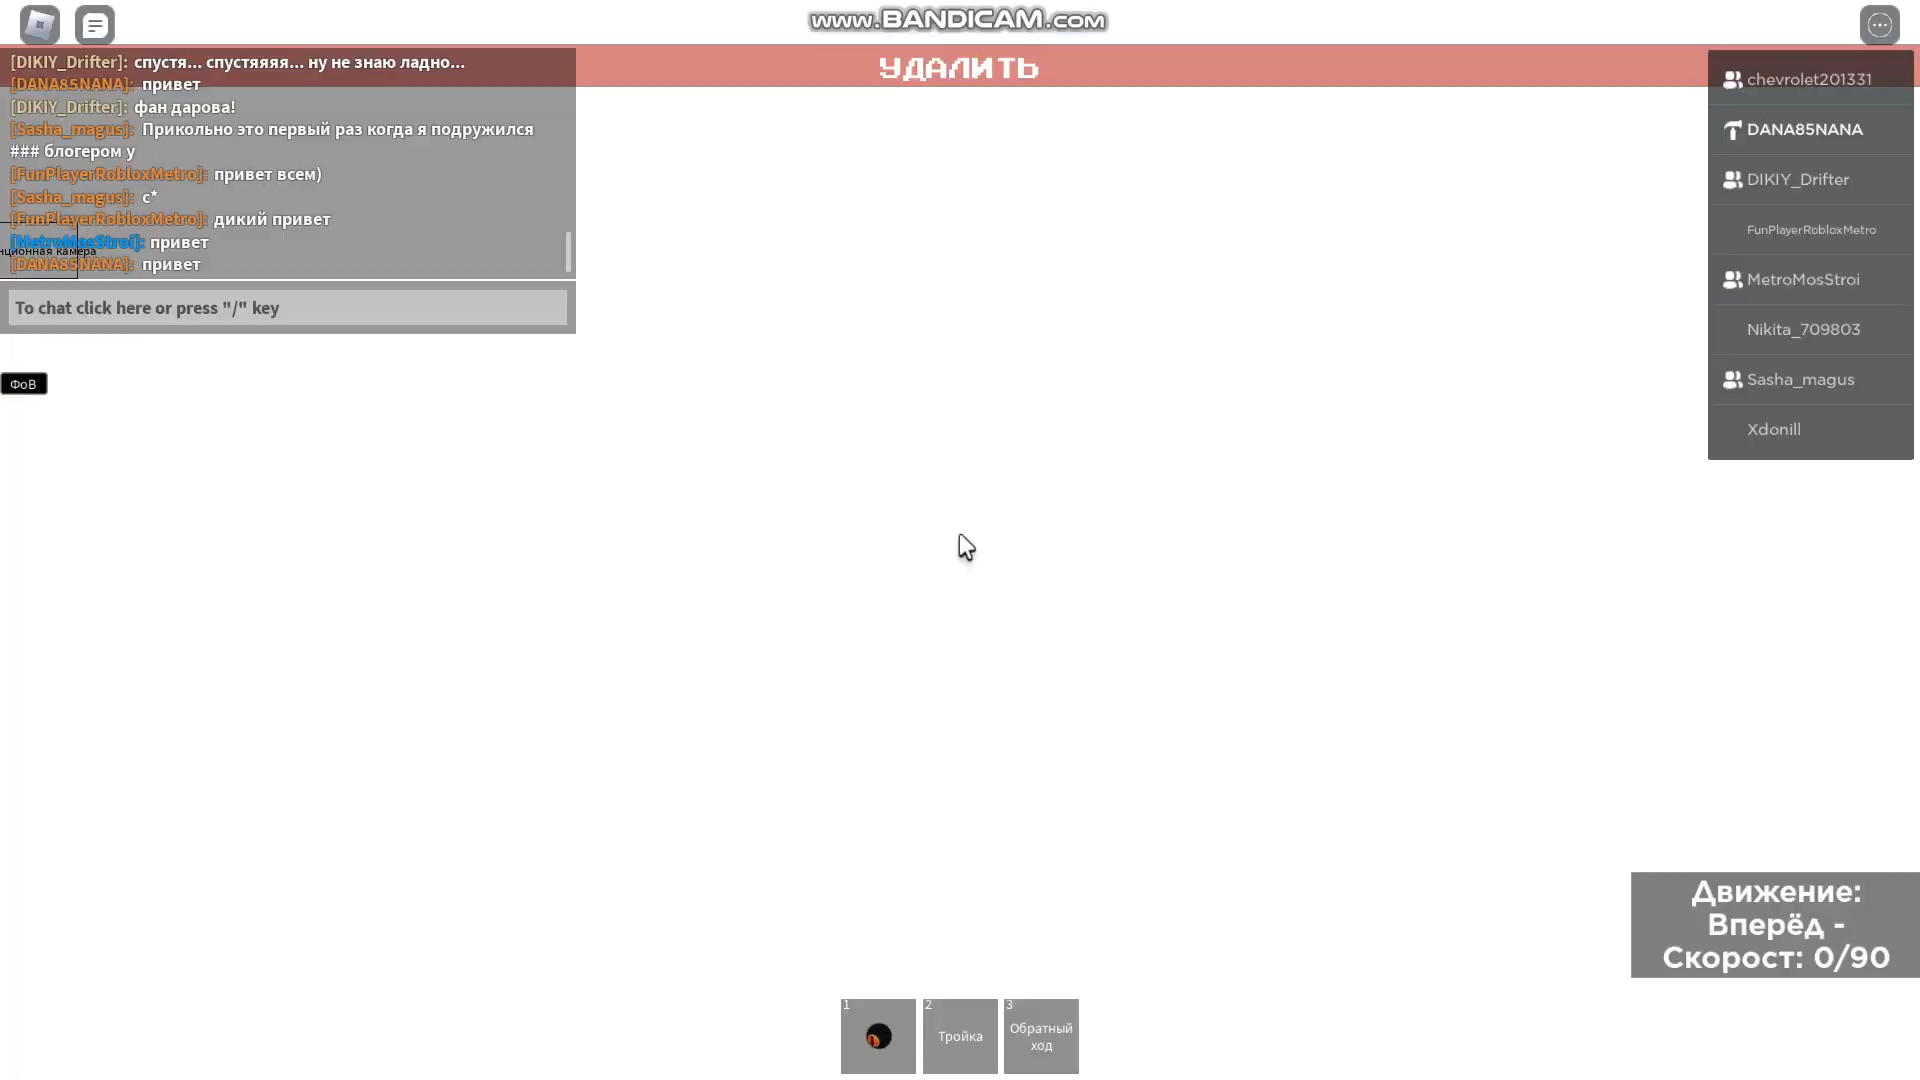 www.BANDICAM.com
УДАЛИТЬ
[DIKIY_Drifter]: спустя... спустяяяя... ну не знаю ладно...
[DANA85NANA]: привет
[DIKIY_Drifter]: фан дарова!
[Sasha_magus]: Прикольно это первый раз когда я подружился
### блогером у
[FunPlayerRobloxMetro]: привет всем)
[Sasha_magus]: с*
[FunPlayerRobloxMetro]: дикий привет
[MetroMosStroi]: привет
нционная камера
[DANA85NANA]: привет
To chat click here or press "/" key
ФоВ
chevrolet201331
DANA85NANA
DIKIY_Drifter
FunPlayerRobloxMetro
MetroMosStroi
Nikita_709803
Sasha_magus
Xdonill
Движение:
Вперёд -
Скорост: 0/90
1
2
Тройка
3
Обратный
ход